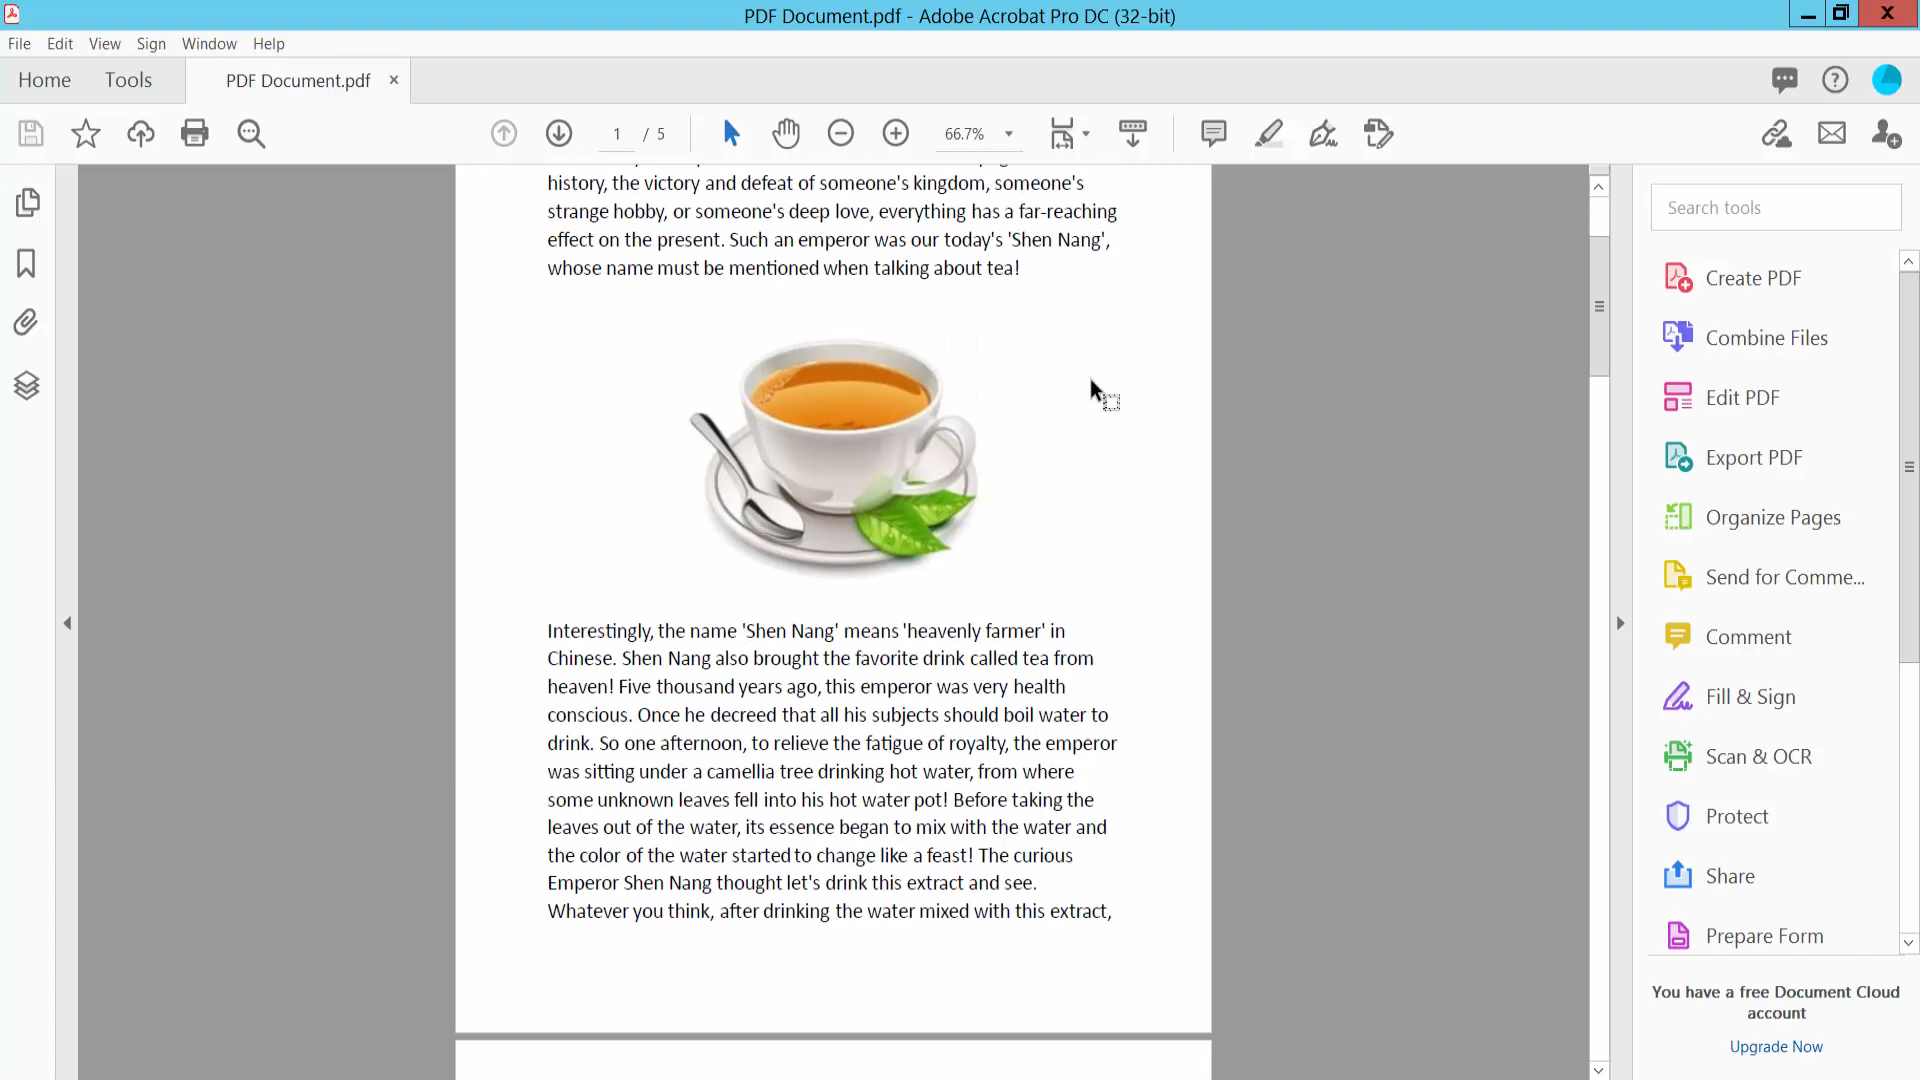 PDF Document.pdf - Adobe Acrobat Pro DC (32-bit)
File Edit View Sign Window Help
Home Tools PDF Document.pdf ×
1 / 5 66.7%
history, the victory and defeat of someone's kingdom, someone's
strange hobby, or someone's deep love, everything has a far-reaching
effect on the present. Such an emperor was our today's 'Shen Nang',
whose name must be mentioned when talking about tea!
Interestingly, the name 'Shen Nang' means 'heavenly farmer' in
Chinese. Shen Nang also brought the favorite drink called tea from
heaven! Five thousand years ago, this emperor was very health
conscious. Once he decreed that all his subjects should boil water to
drink. So one afternoon, to relieve the fatigue of royalty, the emperor
was sitting under a camellia tree drinking hot water, from where
some unknown leaves fell into his hot water pot! Before taking the
leaves out of the water, its essence began to mix with the water and
the color of the water started to change like a feast! The curious
Emperor Shen Nang thought let's drink this extract and see.
Whatever you think, after drinking the water mixed with this extract,
Search tools
Create PDF
Combine Files
Edit PDF
Export PDF
Organize Pages
Send for Comme...
Comment
Fill & Sign
Scan & OCR
Protect
Share
Prepare Form
You have a free Document Cloud
account
Upgrade Now